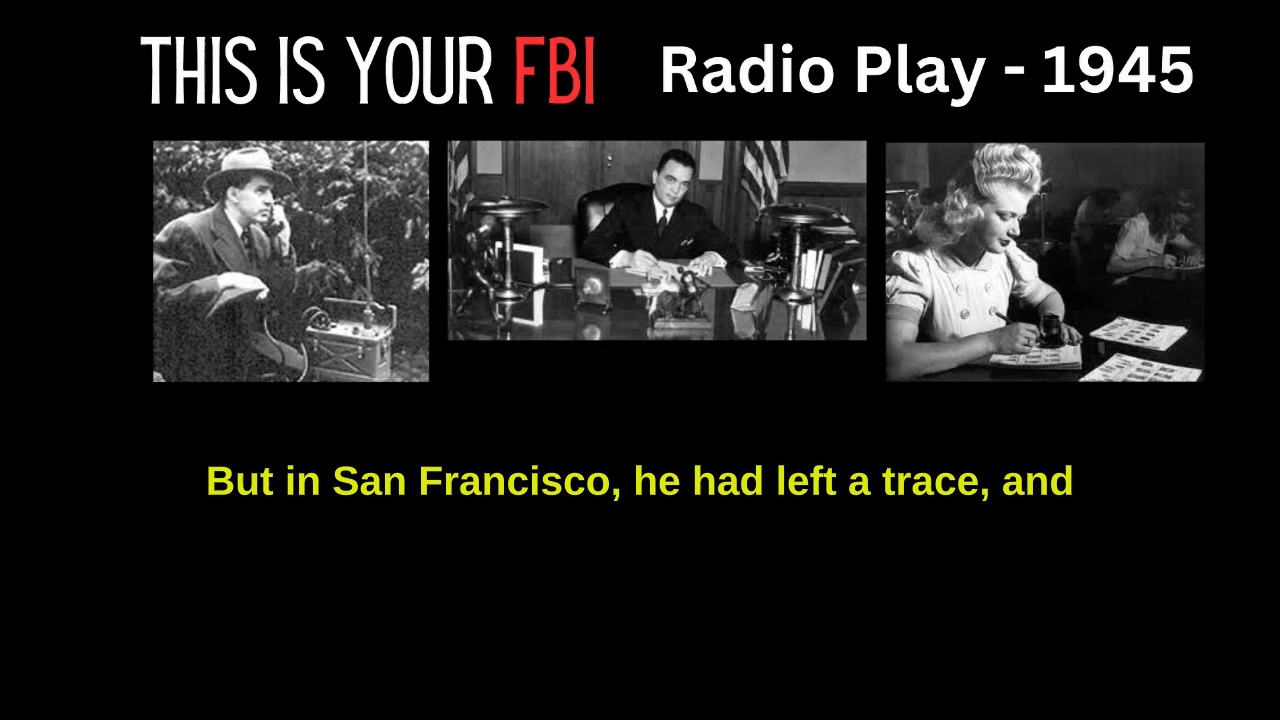 THIS IS YOUR FBI Radio Play - 1945
But in San Francisco, he had left a trace, and